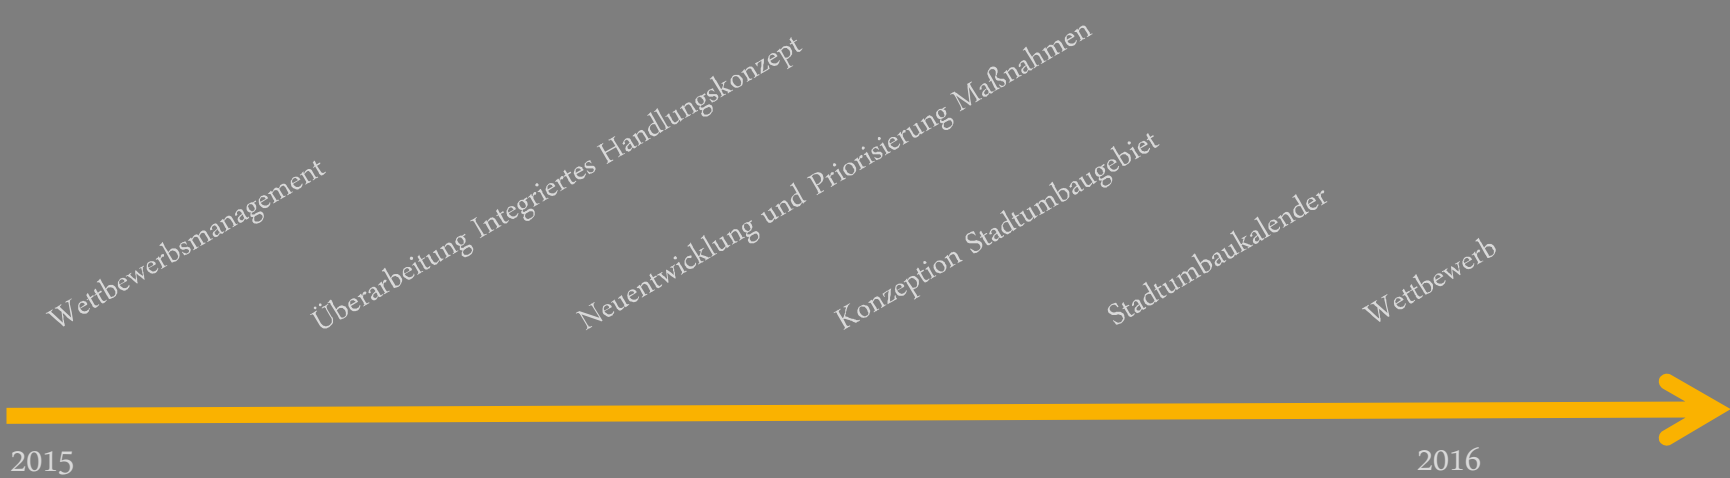 Wettbewerbsmanagement
Überarbeitung Integriertes Handlungskonzept
Neuentwicklung und Priorisierung Maßnahmen
Konzeption Stadtumbaugebiet
Stadtumbaukalender
Wettbewerb
2015
2016